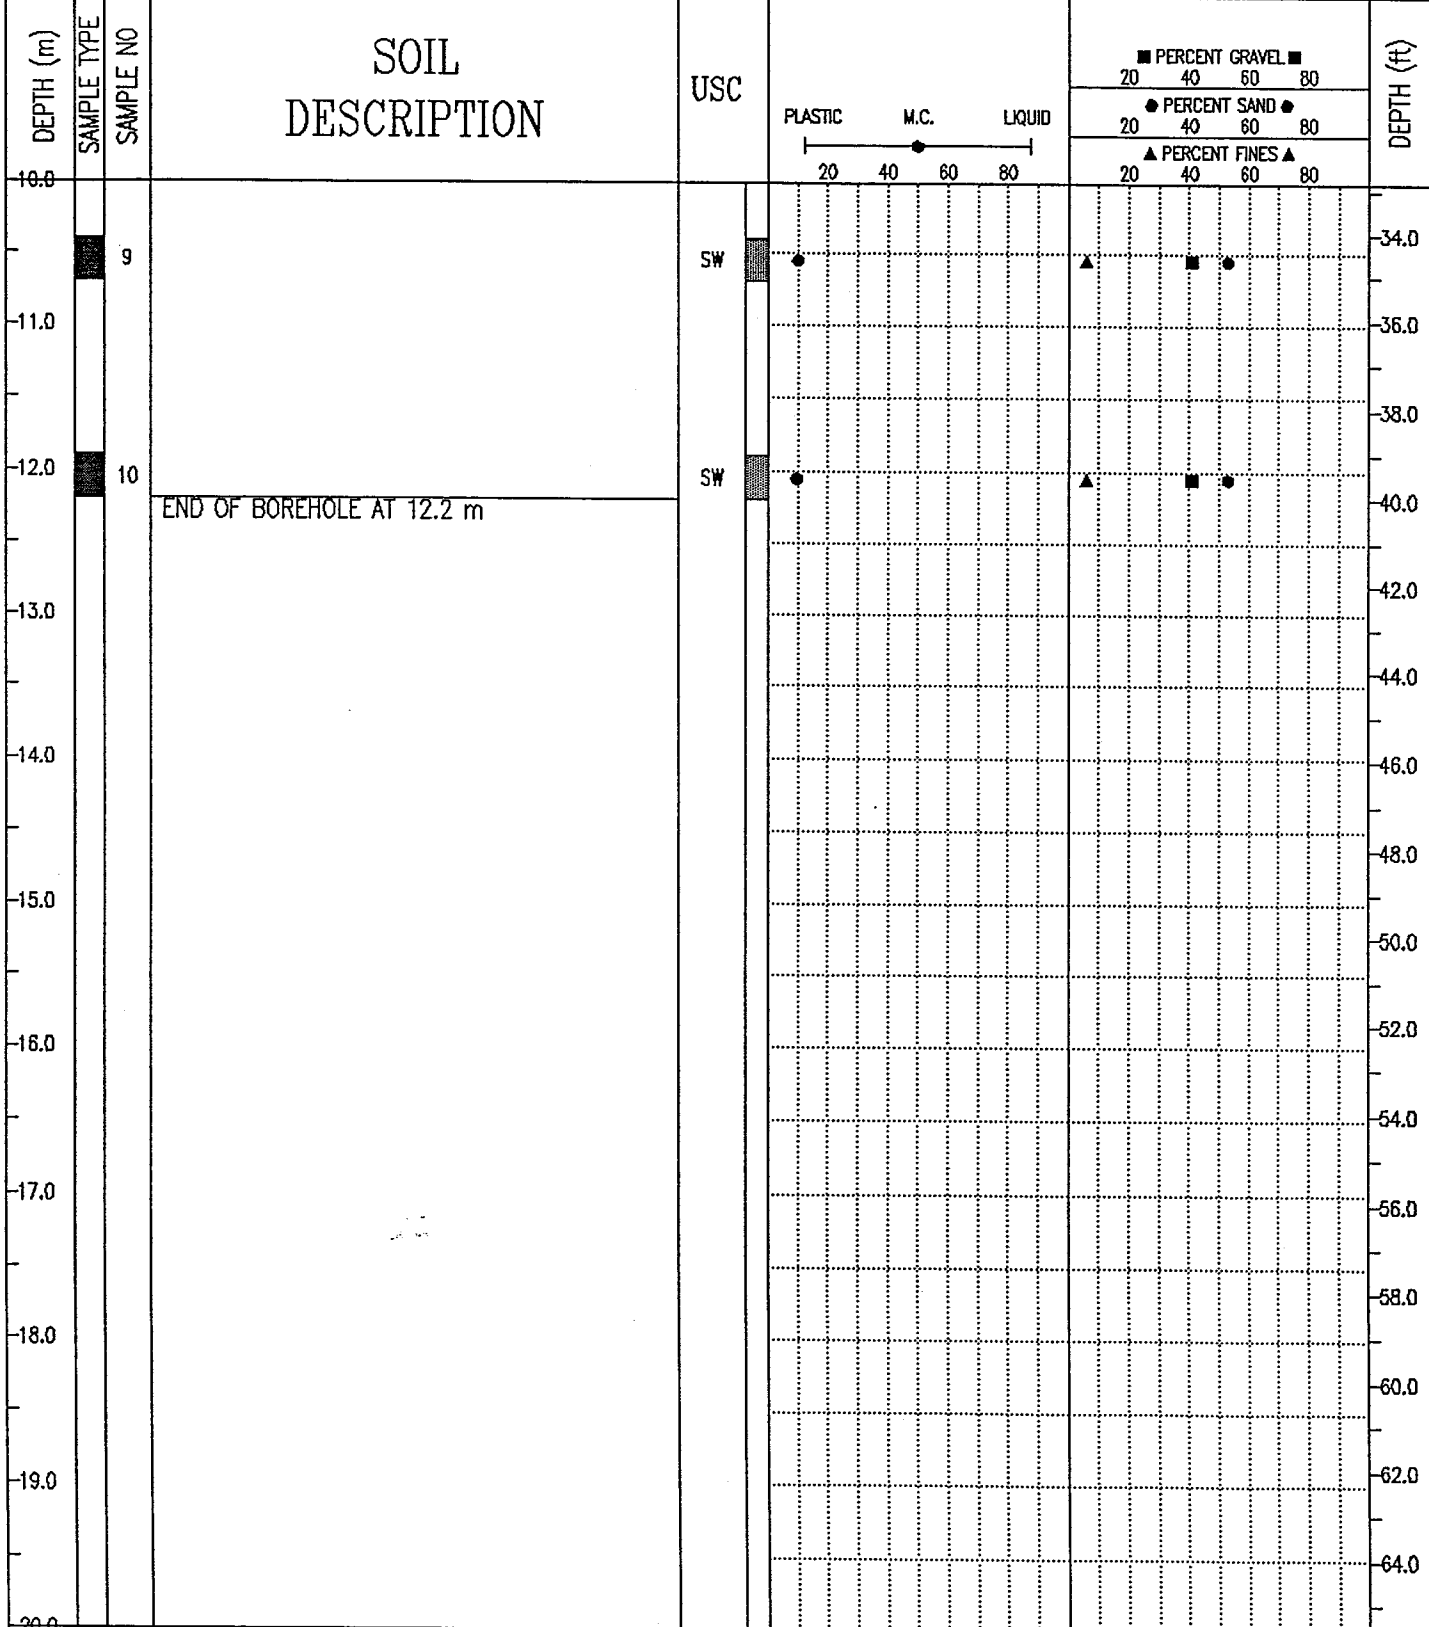 DEPTH (m)
SAMPLE TYPE
SAMPLE NO
SOIL
DESCRIPTION
USC
PLASTIC M.C. LIQUID
20 40 60 80
■ PERCENT GRAVEL ■
20 40 60 80
● PERCENT SAND ●
20 40 60 80
▲ PERCENT FINES ▲
20 40 60 80
DEPTH (ft)
10.0
34.0
9 SW
11.0
36.0
38.0
12.0
10 SW
40.0
END OF BOREHOLE AT 12.2 m
42.0
13.0
44.0
14.0
46.0
48.0
15.0
50.0
52.0
16.0
54.0
17.0
56.0
58.0
18.0
60.0
62.0
19.0
64.0
20.0